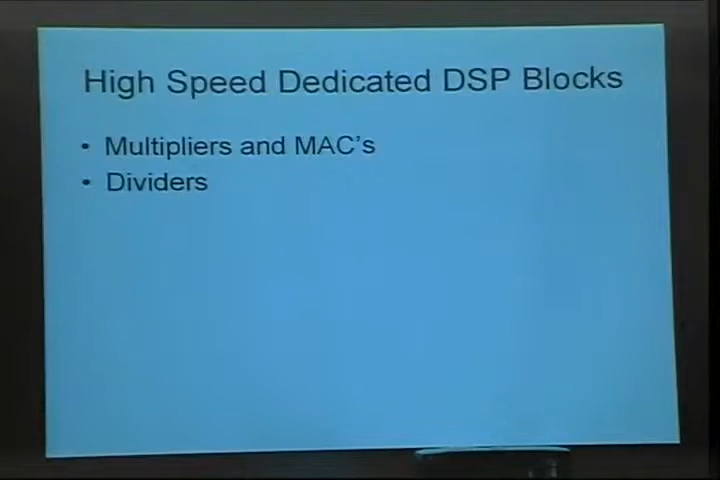 High Speed Dedicated DSP Blocks
• Multipliers and MAC's
• Dividers